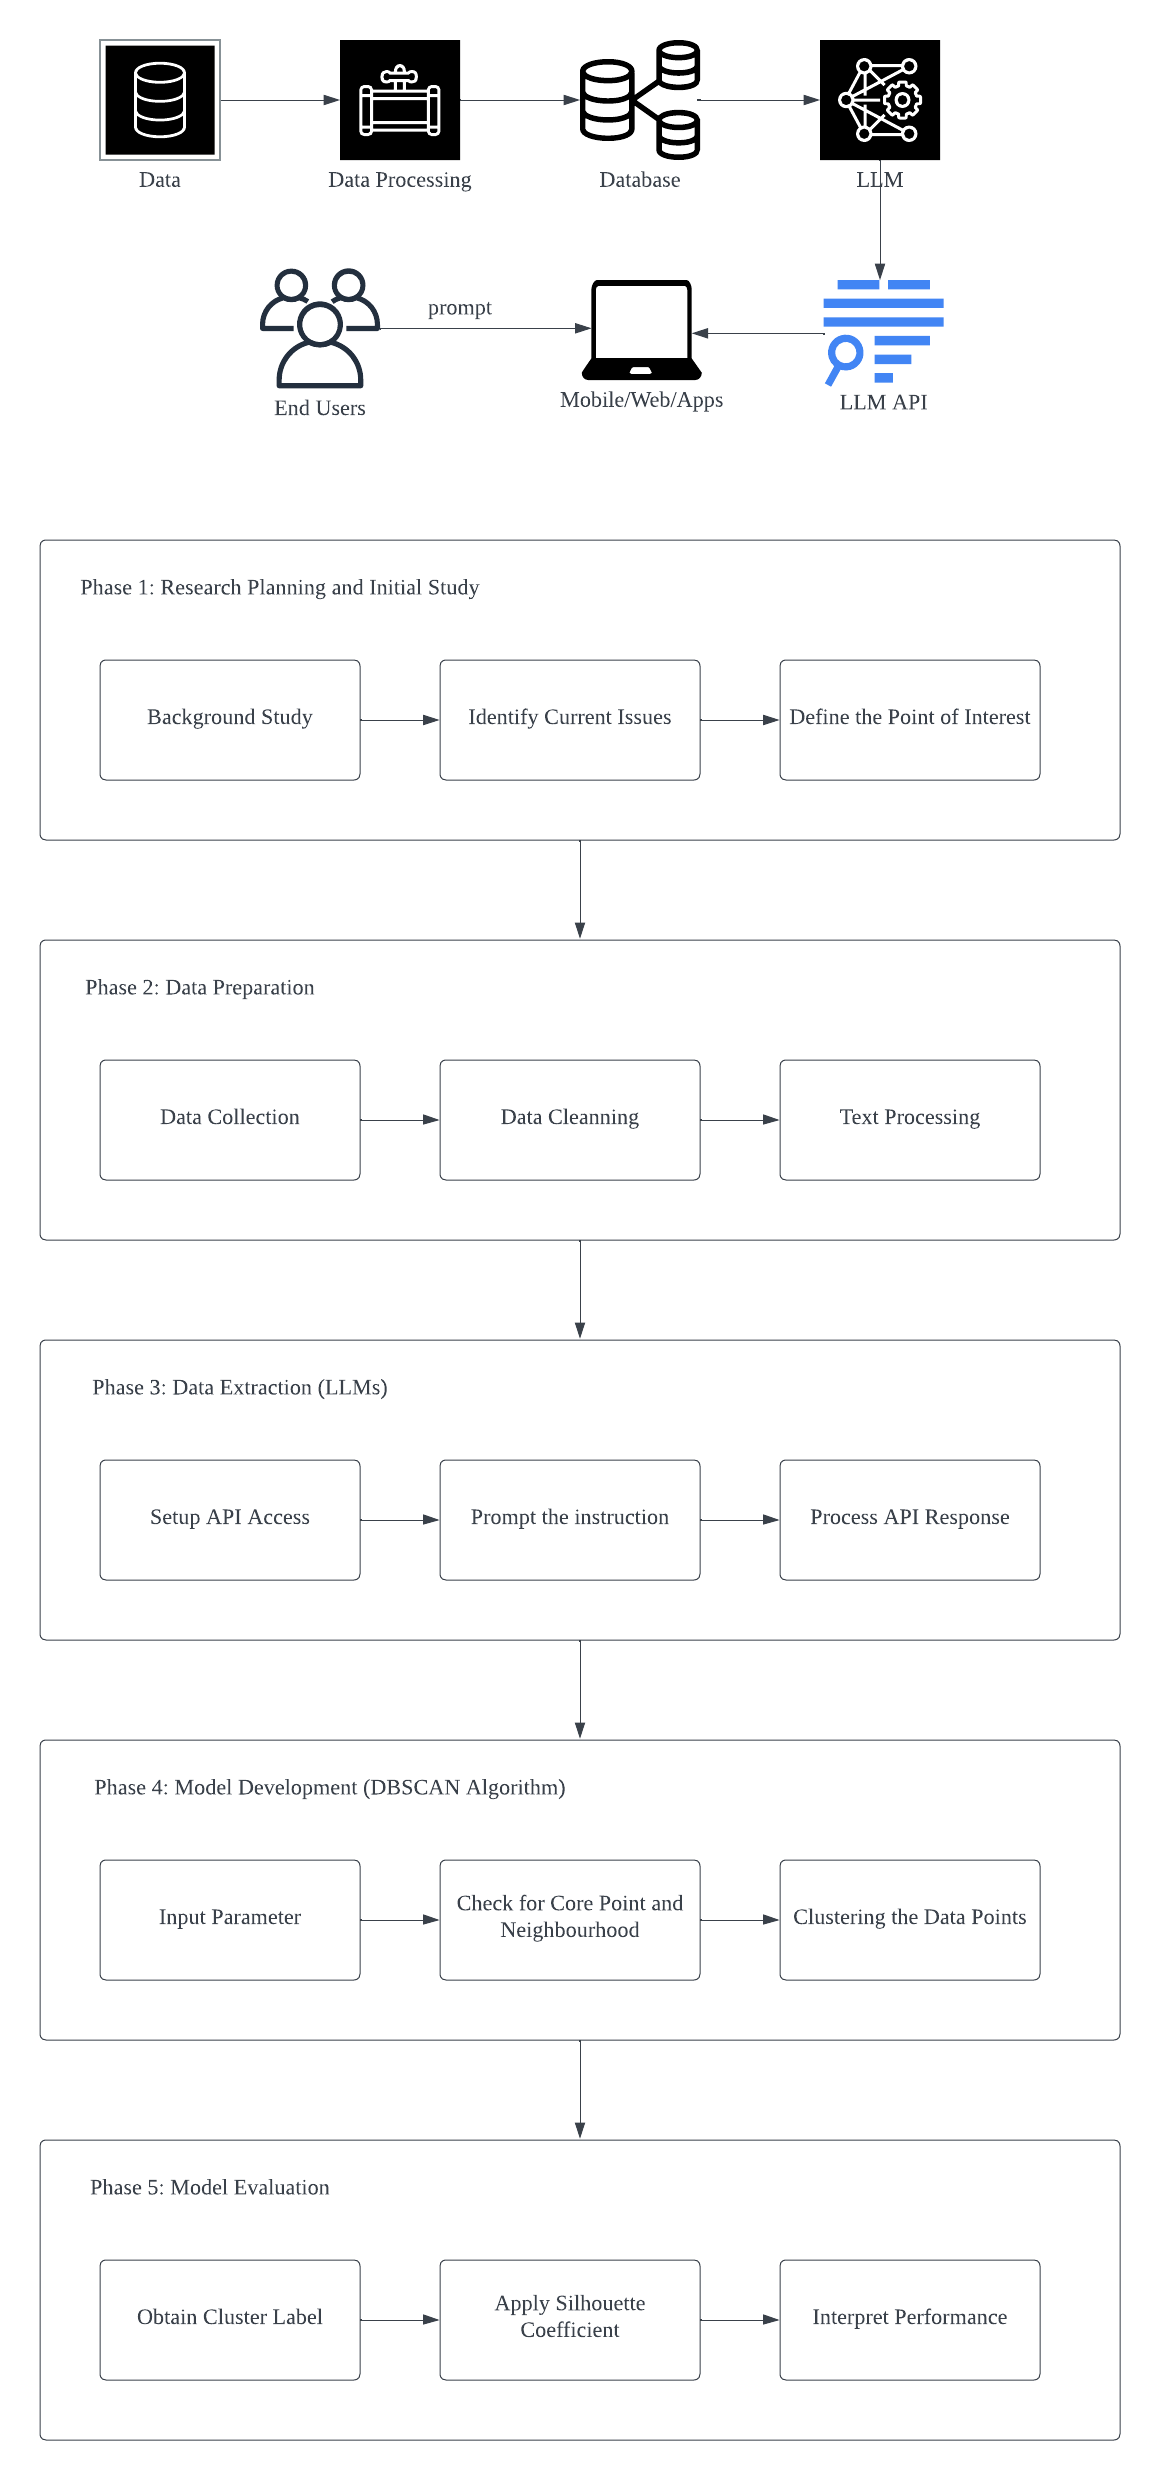 Data
Data Processing
Database
LLM
prompt
End Users
Mobile/Web/Apps
LLM API
Phase 1: Research Planning and Initial Study
Background Study
Identify Current Issues
Define the Point of Interest
Phase 2: Data Preparation
Data Collection
Data Cleanning
Text Processing
Phase 3: Data Extraction (LLMs)
Setup API Access
Prompt the instruction
Process API Response
Phase 4: Model Development (DBSCAN Algorithm)
Input Parameter
Check for Core Point and
Neighbourhood
Clustering the Data Points
Phase 5: Model Evaluation
Obtain Cluster Label
Apply Silhouette
Coefficient
Interpret Performance